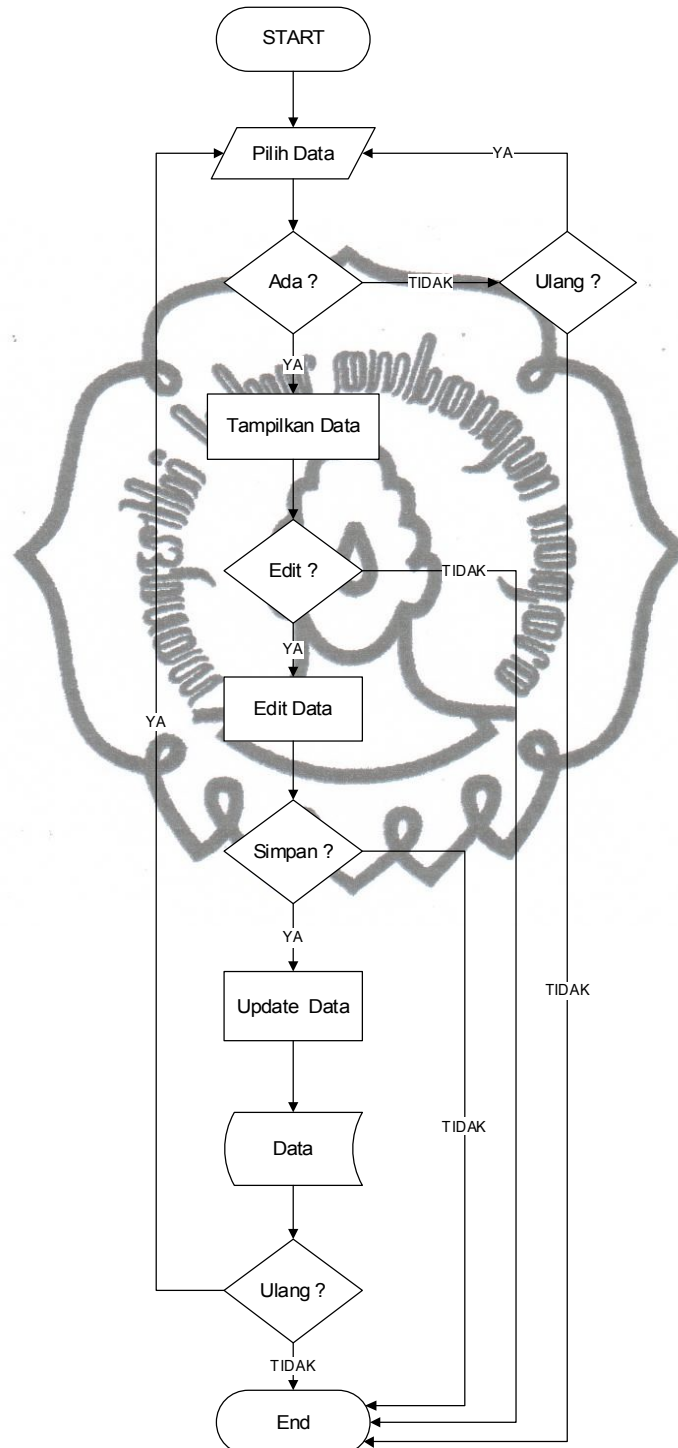 START
Pilih Data
YA
Ada ?
TIDAK
Ulang ?
YA
Tampilkan Data
Edit ?
TIDAK
YA
Edit Data
YA
Simpan ?
YA
TIDAK
Update Data
TIDAK
Data
Ulang ?
TIDAK
End